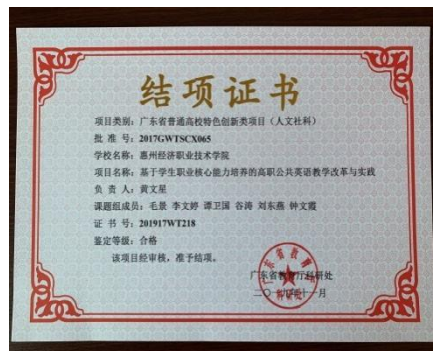 结项证书
项目类别：广东省普通高校特色创新类项目（人文社科）
批 准 号：2017GWTSCX065
学校名称：惠州经济职业技术学院
项目名称：基于学生职业核心能力培养的高职公共英语教学改革与实践
负 责 人：黄文星
课题组成员：毛景 李文婷 谭卫国 谷涛 刘东燕 钟文霞
证 书 号：201917WT218
鉴定等级：合格
该项目经审核，准予结项。
广东省教育厅科研处
二〇一九年十一月